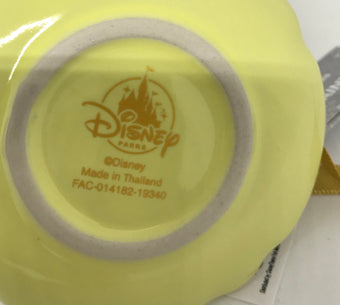 Disney
PARKS
©Disney
Made in Thailand
FAC-014182-19340